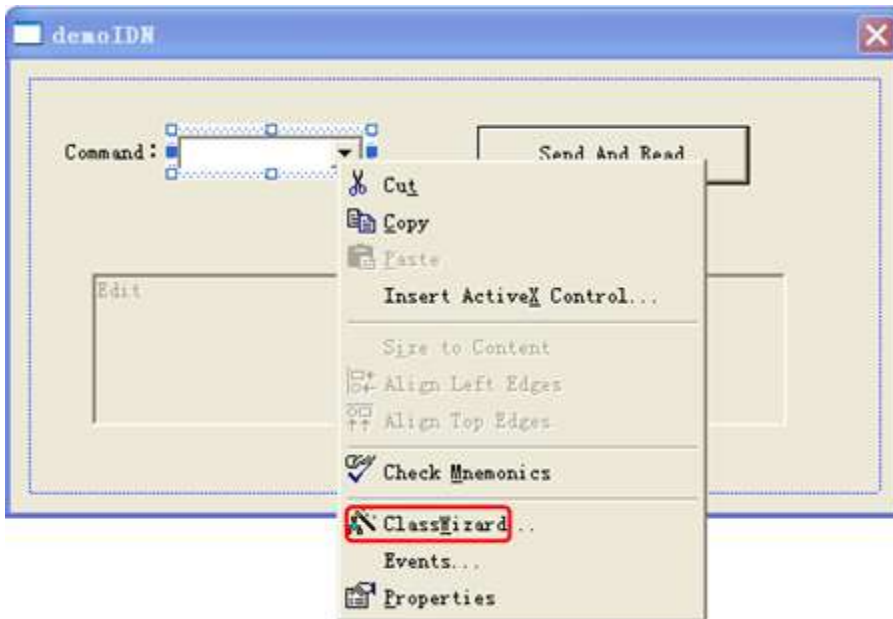 demoIDN
Command:
Send And Read
Edit
Cut
Copy
Paste
Insert ActiveX Control...
Size to Content
Align Left Edges
Align Top Edges
Check Mnemonics
ClassWizard...
Events...
Properties